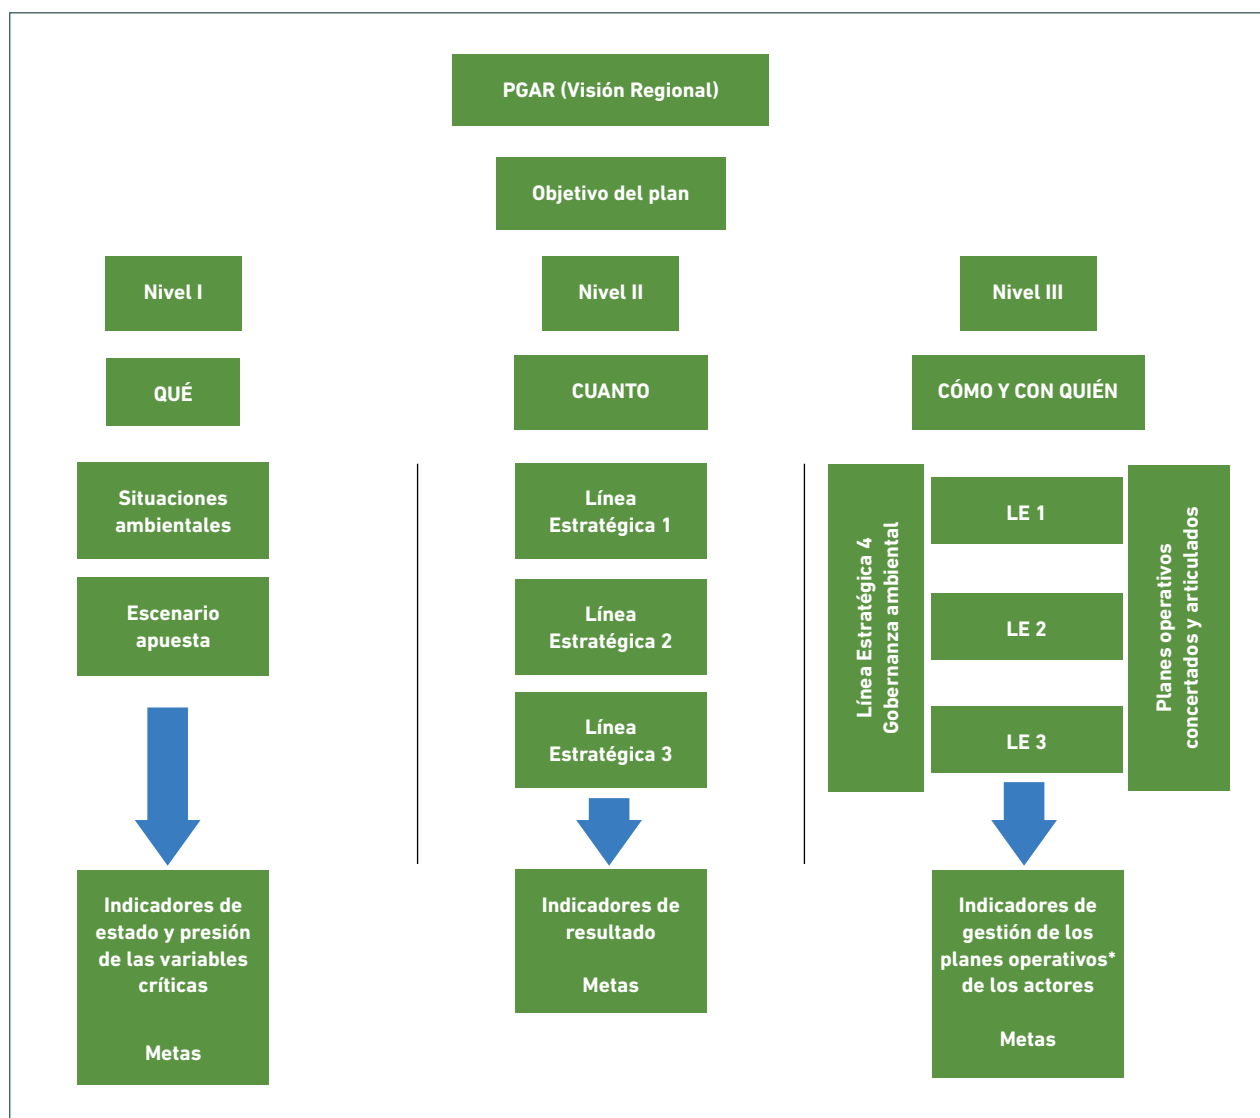 PGAR (Visión Regional)
Objetivo del plan
Nivel I
Nivel II
Nivel III
QUÉ
CUANTO
CÓMO Y CON QUIÉN
Situaciones
ambientales
Escenario
apuesta
Indicadores de
estado y presión
de las variables
críticas
Metas
Línea
Estratégica 1
Línea
Estratégica 2
Línea
Estratégica 3
Indicadores de
resultado
Metas
Línea Estratégica 4
Gobernanza ambiental
LE 1
LE 2
LE 3
Planes operativos
concertados y articulados
Indicadores de
gestión de los
planes operativos*
de los actores
Metas